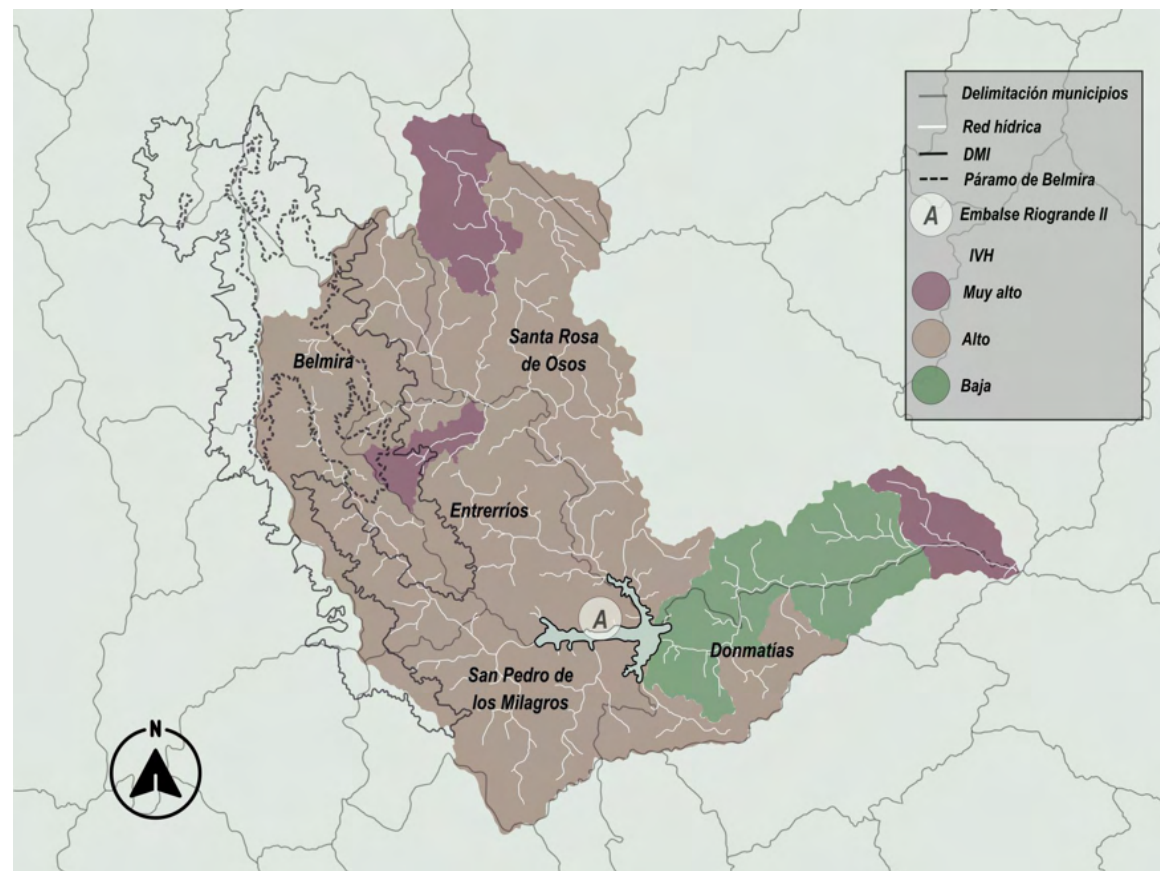 Delimitación municipios
Red hídrica
DMI
Páramo de Belmira
A
Embalse Riogrande II
IVH
Muy alto
Alto
Baja
Santa Rosa
de Osos
Belmira
Entrerríos
A
Donmatías
San Pedro de
los Milagros
N